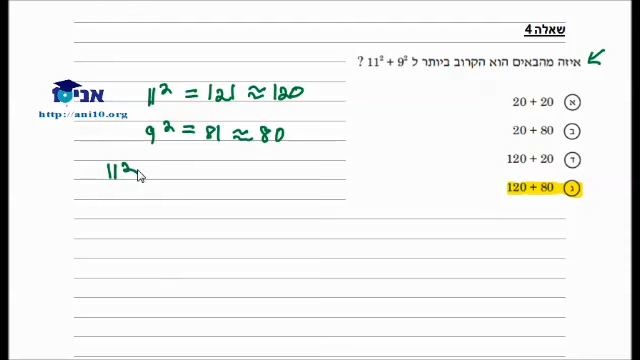 שאלה 4
איזה מהבאים הוא הקרוב ביותר ל 11² + 9² ?
א 20 + 20
ב 20 + 80
ד 120 + 20
ג 120 + 80
אני10
http://ani10.org
11² = 121 ≈ 120
9² = 81 ≈ 80
11²